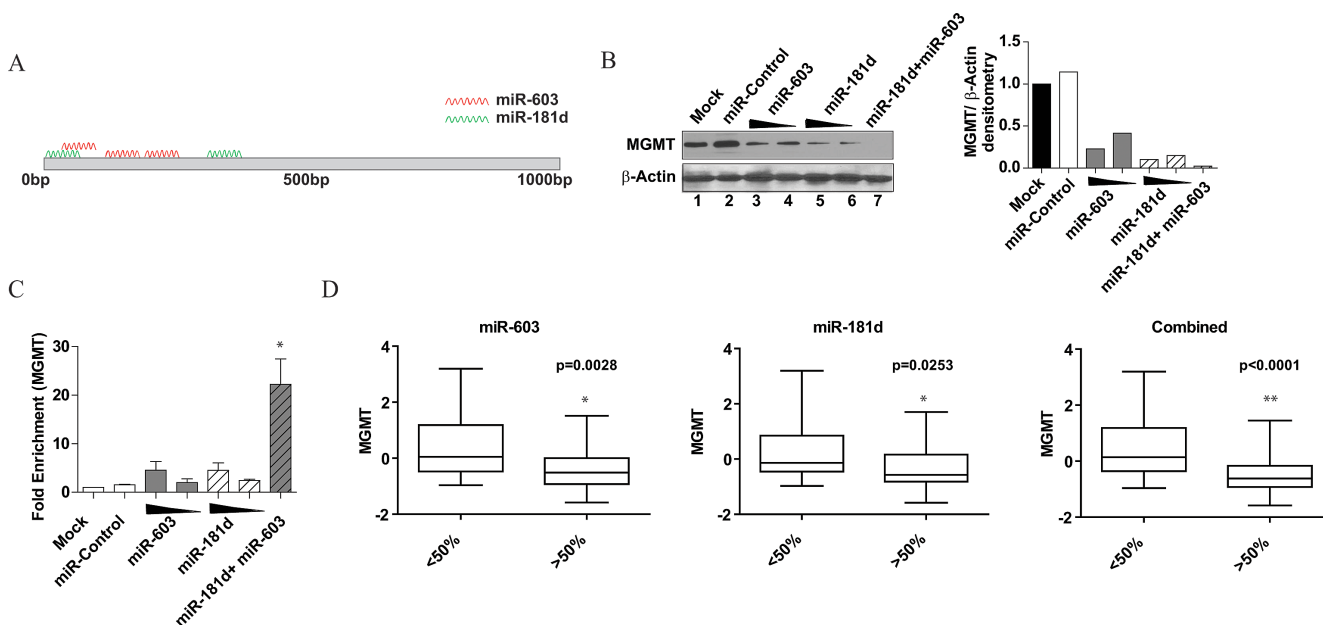 A
miR-603
miR-181d
0bp
500bp
1000bp
B
Mock
miR-Control
miR-603
miR-181d
miR-181d+miR-603
MGMT
β-Actin
1 2 3 4 5 6 7
MGMT/ β-Actin
densitometry
1.5
1.0
0.5
0.0
Mock
miR-Control
miR-603
miR-181d
miR-181d+ miR-603
C
Fold Enrichment (MGMT)
30
20
10
0
*
Mock
miR-Control
miR-603
miR-181d
miR-181d+ miR-603
D
miR-603
MGMT
4
2
0
-2
p=0.0028
*
<50%
>50%
miR-181d
MGMT
4
2
0
-2
p=0.0253
*
<50%
>50%
Combined
MGMT
4
2
0
-2
p<0.0001
**
<50%
>50%